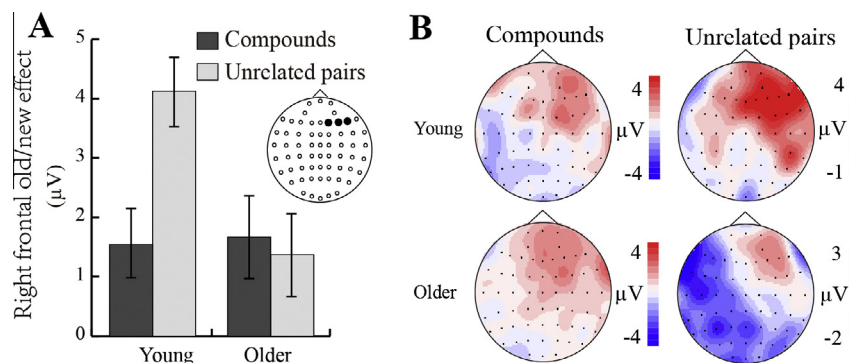 A
Right frontal old/new effect
(µV)
5
4
3
2
1
0
Compounds
Unrelated pairs
Young
Older
B
Compounds
Unrelated pairs
Young
4
µV
-4
4
µV
-1
Older
4
µV
-4
3
µV
-2